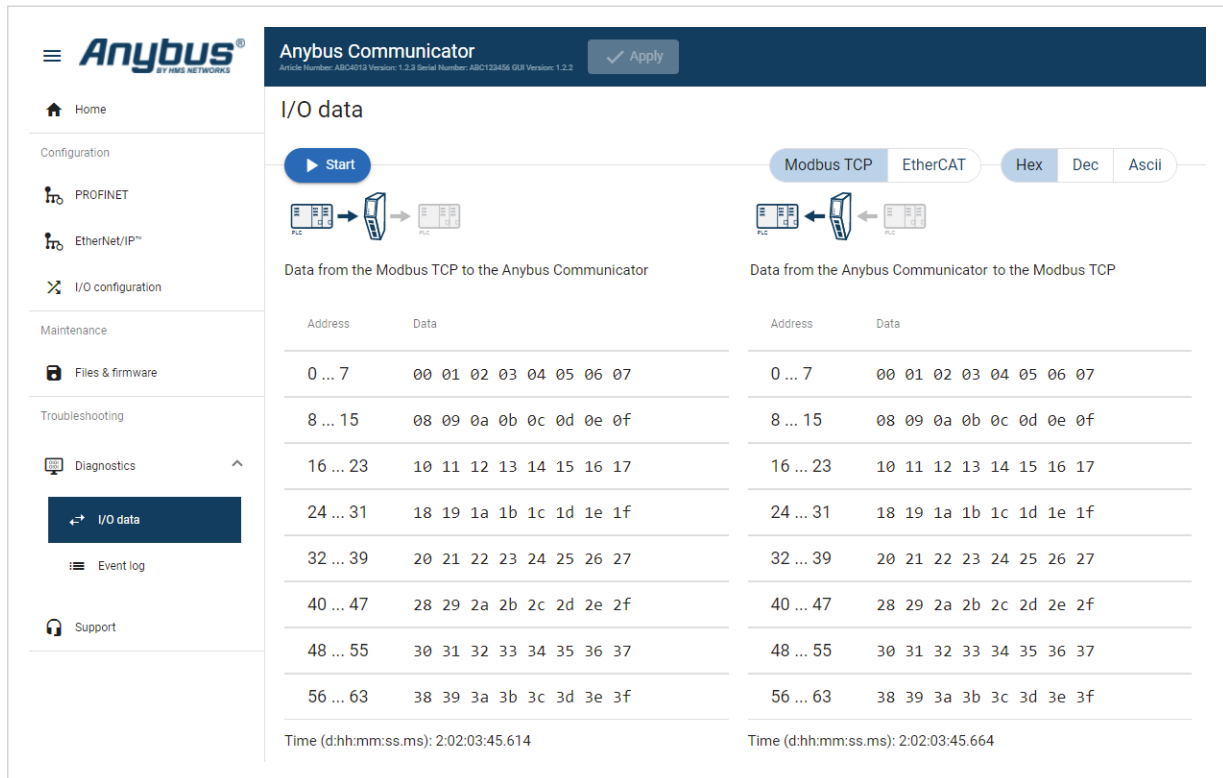 Anybus®
BY HMS NETWORKS
Anybus Communicator
Article Number: ABC4013 Version: 1.2.3 Serial Number: ABC123456 GUI Version: 1.2.2
Apply
Home
Configuration
PROFINET
EtherNet/IP™
I/O configuration
Maintenance
Files & firmware
Troubleshooting
Diagnostics
I/O data
Event log
Support
I/O data
Start
Modbus TCP EtherCAT Hex Dec Ascii
PLC PLC
PLC PLC
Data from the Modbus TCP to the Anybus Communicator
Address Data
0 ... 7 00 01 02 03 04 05 06 07
8 ... 15 08 09 0a 0b 0c 0d 0e 0f
16 ... 23 10 11 12 13 14 15 16 17
24 ... 31 18 19 1a 1b 1c 1d 1e 1f
32 ... 39 20 21 22 23 24 25 26 27
40 ... 47 28 29 2a 2b 2c 2d 2e 2f
48 ... 55 30 31 32 33 34 35 36 37
56 ... 63 38 39 3a 3b 3c 3d 3e 3f
Time (d:hh:mm:ss.ms): 2:02:03:45.614
Data from the Anybus Communicator to the Modbus TCP
Address Data
0 ... 7 00 01 02 03 04 05 06 07
8 ... 15 08 09 0a 0b 0c 0d 0e 0f
16 ... 23 10 11 12 13 14 15 16 17
24 ... 31 18 19 1a 1b 1c 1d 1e 1f
32 ... 39 20 21 22 23 24 25 26 27
40 ... 47 28 29 2a 2b 2c 2d 2e 2f
48 ... 55 30 31 32 33 34 35 36 37
56 ... 63 38 39 3a 3b 3c 3d 3e 3f
Time (d:hh:mm:ss.ms): 2:02:03:45.664